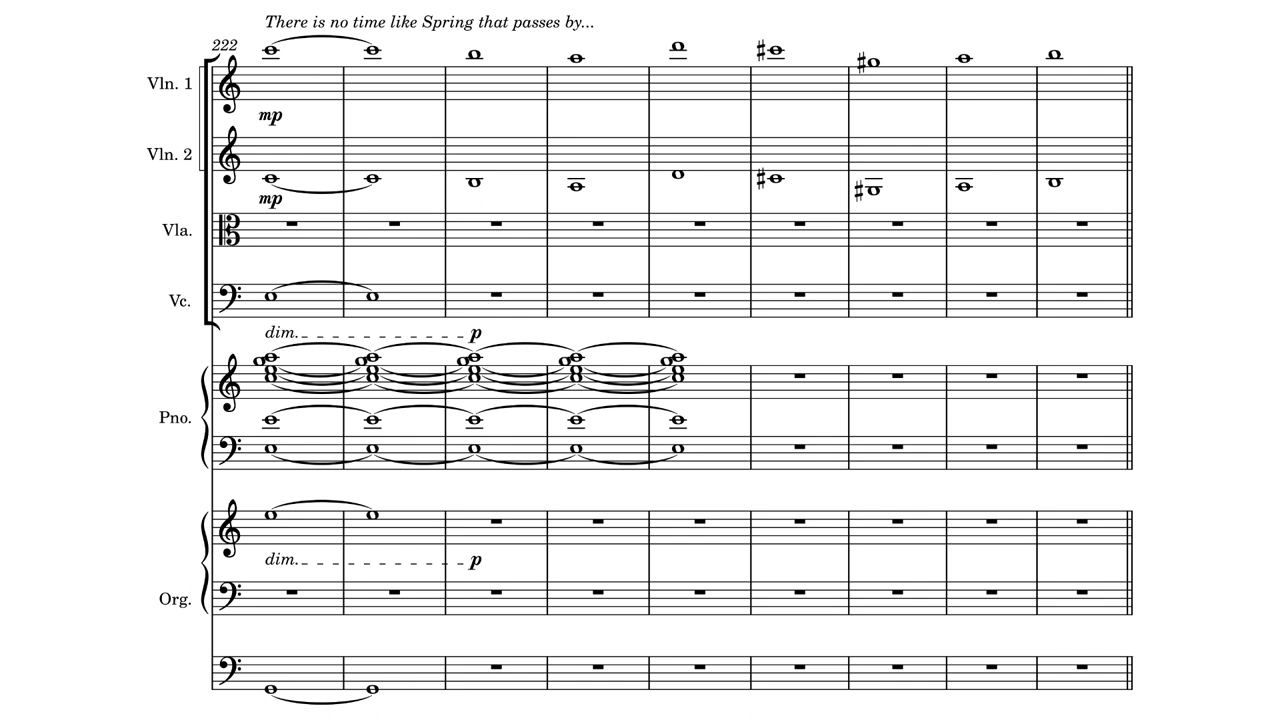 There is no time like Spring that passes by...
222
Vln. 1
mp
Vln. 2
mp
Vla.
Vc.
dim. p
Pno.
dim. p
Org.